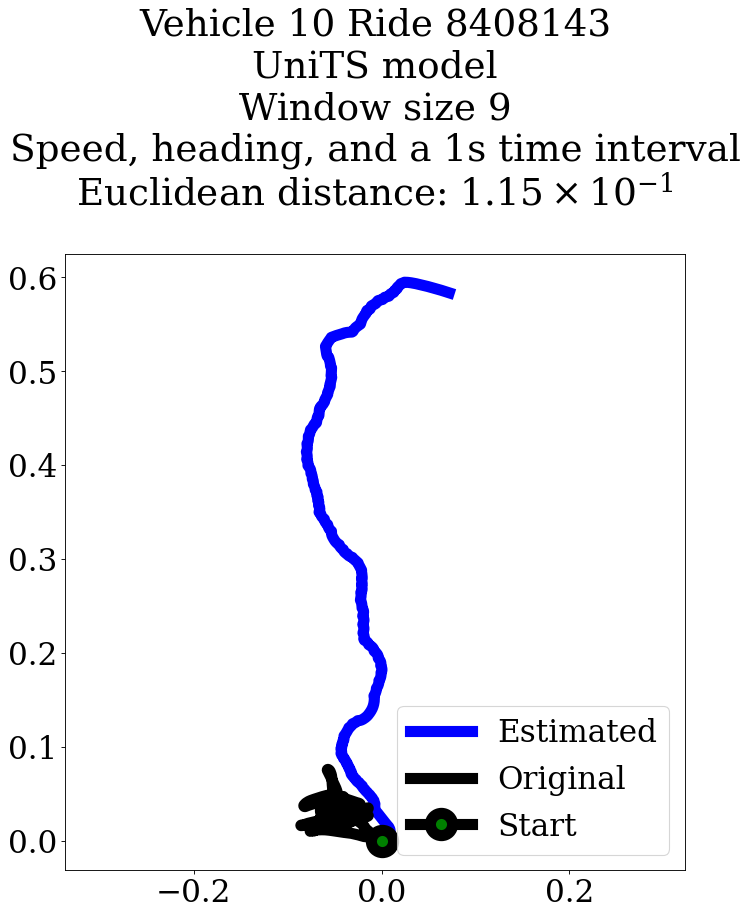 Vehicle 10 Ride 8408143
UniTS model
Window size 9
Speed, heading, and a 1s time interval
Euclidean distance: 1.15 × 10⁻¹
0.6
0.5
0.4
0.3
0.2
0.1
0.0
Estimated
Original
Start
−0.2 0.0 0.2